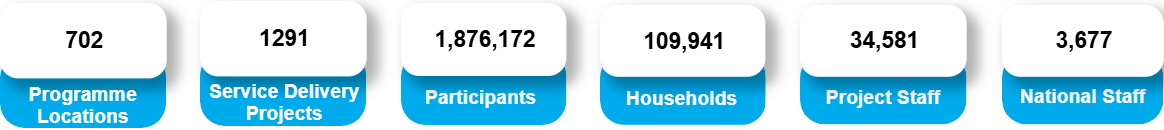 702
Programme
Locations
1291
Service Delivery
Projects
1,876,172
Participants
109,941
Households
34,581
Project Staff
3,677
National Staff